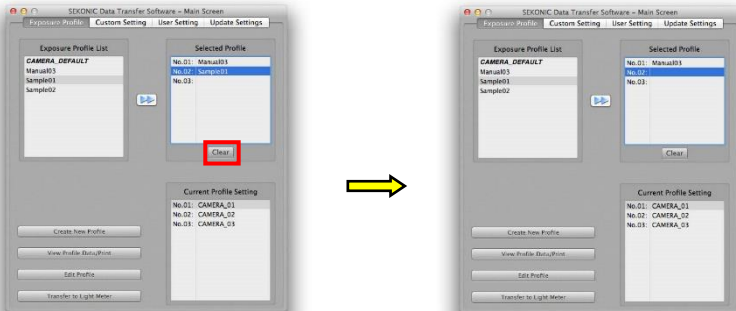 SEKONIC Data Transfer Software – Main Screen
Exposure Profile Custom Setting User Setting Update Settings
Exposure Profile List
CAMERA_DEFAULT
Manual03
Sample01
Sample02
Selected Profile
No.01: Manual03
No.02: Sample01
No.03:
Clear
Current Profile Setting
No.01: CAMERA_01
No.02: CAMERA_02
No.03: CAMERA_03
Create New Profile
View Profile Data/Print
Edit Profile
Transfer to Light Meter
SEKONIC Data Transfer Software – Main Screen
Exposure Profile Custom Setting User Setting Update Settings
Exposure Profile List
CAMERA_DEFAULT
Manual03
Sample01
Sample02
Selected Profile
No.01: Manual03
No.02:
No.03:
Clear
Current Profile Setting
No.01: CAMERA_01
No.02: CAMERA_02
No.03: CAMERA_03
Create New Profile
View Profile Data/Print
Edit Profile
Transfer to Light Meter